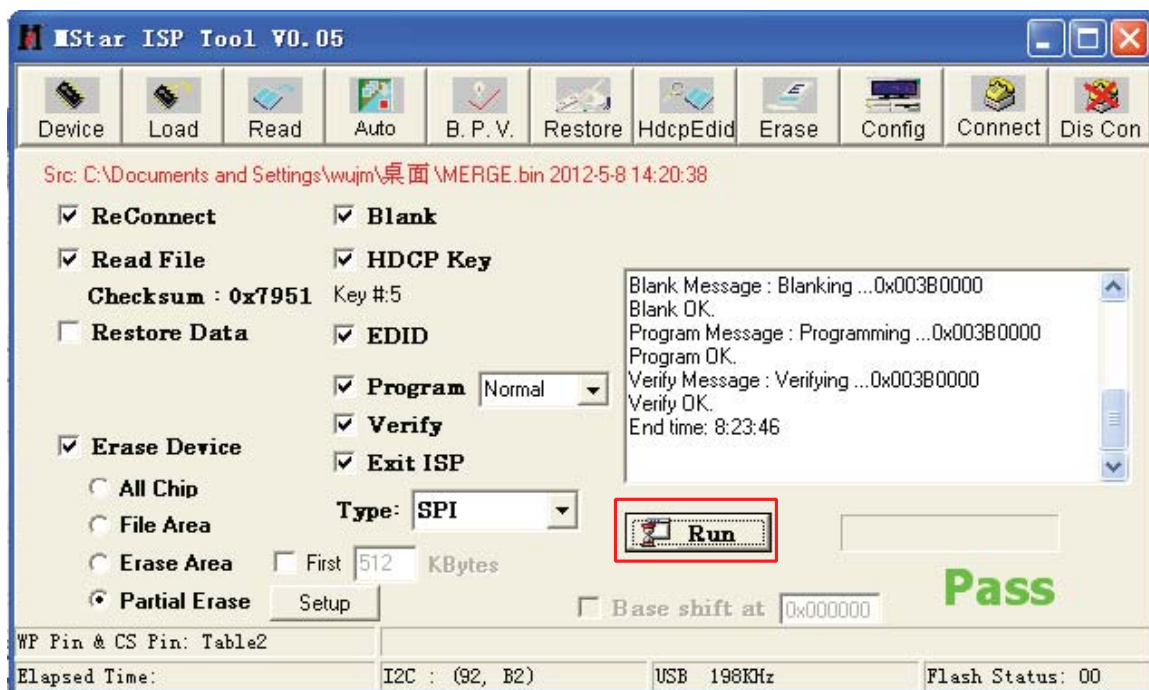 MStar ISP Tool V0.05
Device Load Read Auto B. P. V. Restore HdcpEdid Erase Config Connect Dis Con
Src: C:\Documents and Settings\wujm\桌面\MERGE.bin 2012-5-8 14:20:38
ReConnect
Blank
Read File
HDCP Key
Checksum : 0x7951
Key #:5
Restore Data
EDID
Program Normal
Verify
Erase Device
Exit ISP
All Chip
Type: SPI
File Area
Erase Area
First 512 KBytes
Partial Erase
Setup
Blank Message : Blanking ...0x003B0000
Blank OK.
Program Message : Programming ...0x003B0000
Program OK.
Verify Message : Verifying ...0x003B0000
Verify OK.
End time: 8:23:46
Run
Pass
Base shift at 0x000000
WP Pin & CS Pin: Table2
Elapsed Time:
I2C : (92, B2)
USB 198KHz
Flash Status: 00